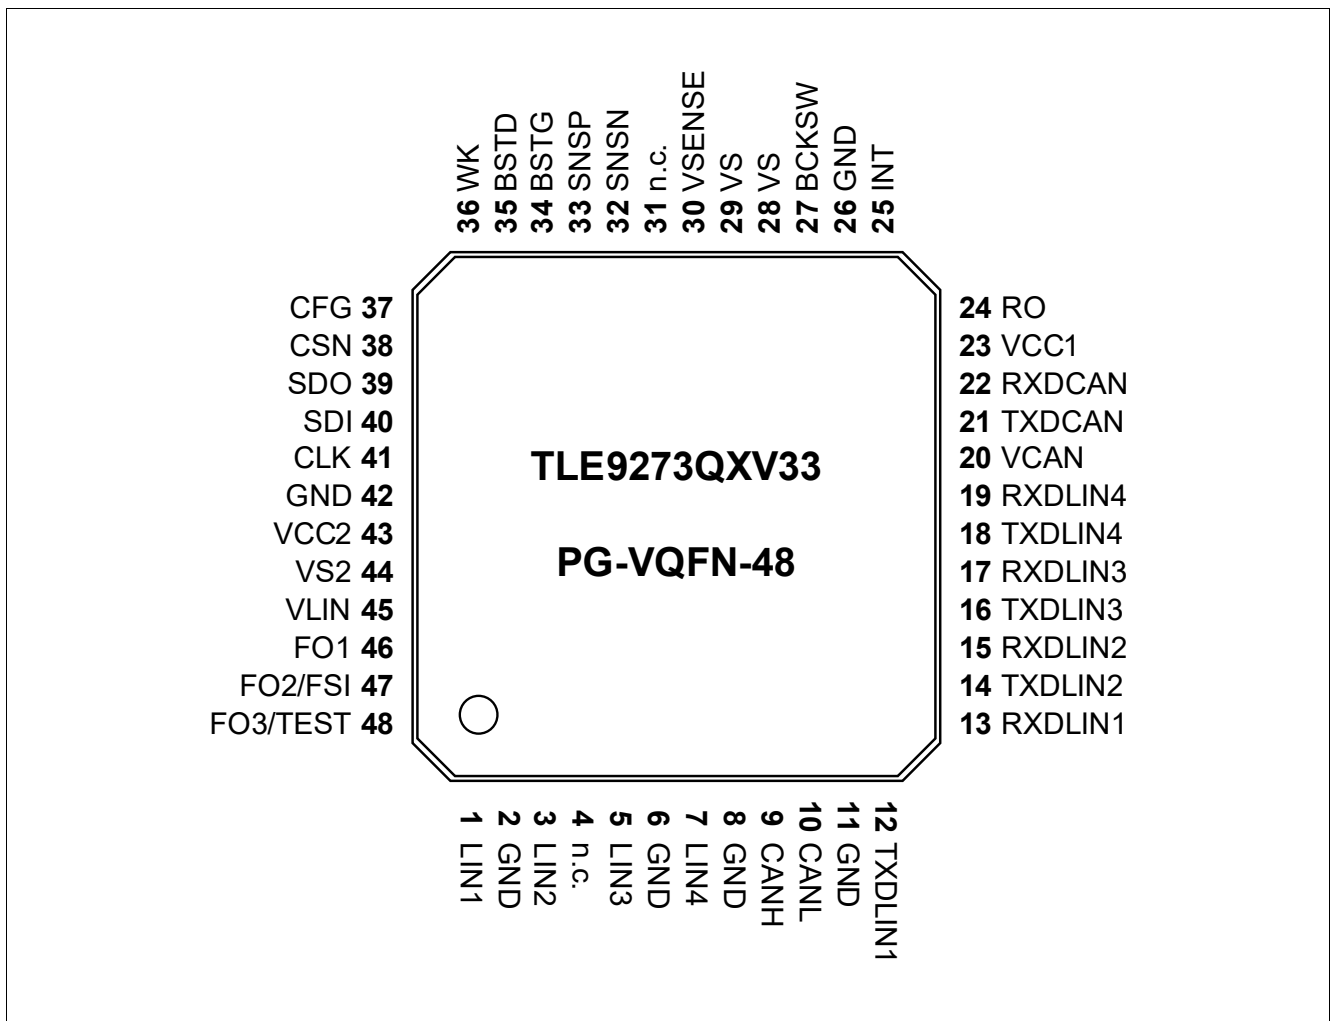 36 WK
35 BSTD
34 BSTG
33 SNSP
32 SNSN
31 n.c.
30 VSENSE
29 VS
28 VS
27 BCKSW
26 GND
25 INT
CFG 37
CSN 38
SDO 39
SDI 40
CLK 41
GND 42
VCC2 43
VS2 44
VLIN 45
FO1 46
FO2/FSI 47
FO3/TEST 48
TLE9273QXV33
PG-VQFN-48
24 RO
23 VCC1
22 RXDCAN
21 TXDCAN
20 VCAN
19 RXDLIN4
18 TXDLIN4
17 RXDLIN3
16 TXDLIN3
15 RXDLIN2
14 TXDLIN2
13 RXDLIN1
1 LIN1
2 GND
3 LIN2
4 n.c.
5 LIN3
6 GND
7 LIN4
8 GND
9 CANH
10 CANL
11 GND
12 TXDLIN1